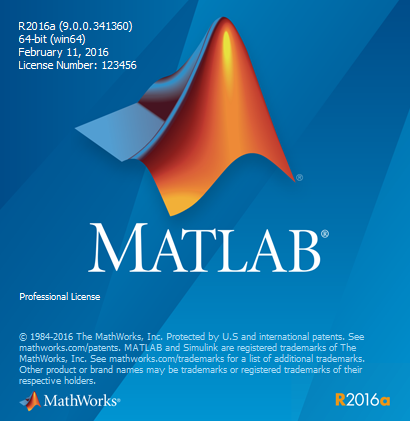 R2016a (9.0.0.341360)
64-bit (win64)
February 11, 2016
License Number: 123456
®
MATLAB®
Professional License
© 1984-2016 The MathWorks, Inc. Protected by U.S and international patents. See
mathworks.com/patents. MATLAB and Simulink are registered trademarks of The
MathWorks, Inc. See mathworks.com/trademarks for a list of additional trademarks.
Other product or brand names may be trademarks or registered trademarks of their
respective holders.
MathWorks® R2016a